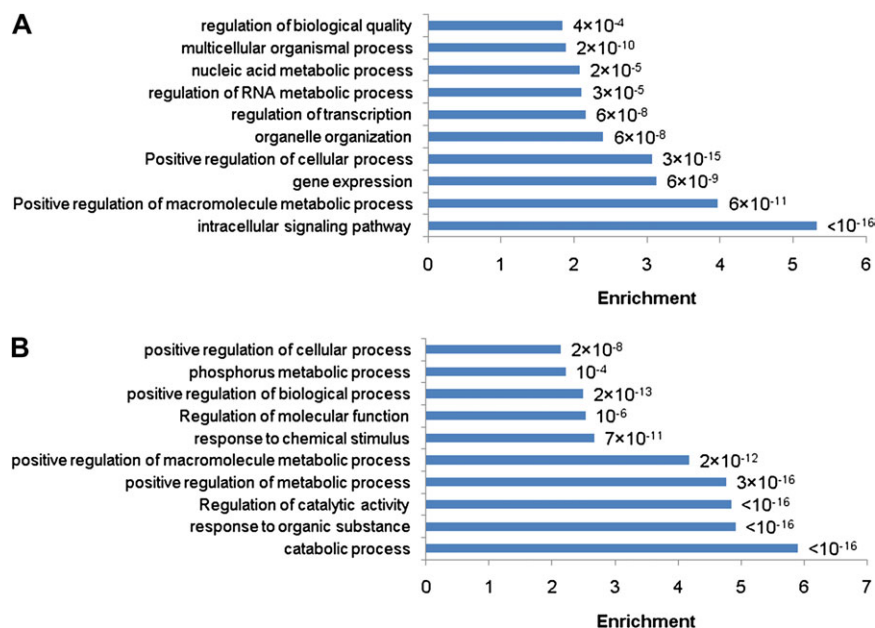 A
regulation of biological quality 4×10⁻⁴
multicellular organismal process 2×10⁻¹⁰
nucleic acid metabolic process 2×10⁻⁵
regulation of RNA metabolic process 3×10⁻⁵
regulation of transcription 6×10⁻⁸
organelle organization 6×10⁻⁸
Positive regulation of cellular process 3×10⁻¹⁵
gene expression 6×10⁻⁹
Positive regulation of macromolecule metabolic process 6×10⁻¹¹
intracellular signaling pathway <10⁻¹⁶
0 1 2 3 4 5 6
Enrichment
B
positive regulation of cellular process 2×10⁻⁸
phosphorus metabolic process 10⁻⁴
positive regulation of biological process 2×10⁻¹³
Regulation of molecular function 10⁻⁶
response to chemical stimulus 7×10⁻¹¹
positive regulation of macromolecule metabolic process 2×10⁻¹²
positive regulation of metabolic process 3×10⁻¹⁶
Regulation of catalytic activity <10⁻¹⁶
response to organic substance <10⁻¹⁶
catabolic process <10⁻¹⁶
0 1 2 3 4 5 6 7
Enrichment